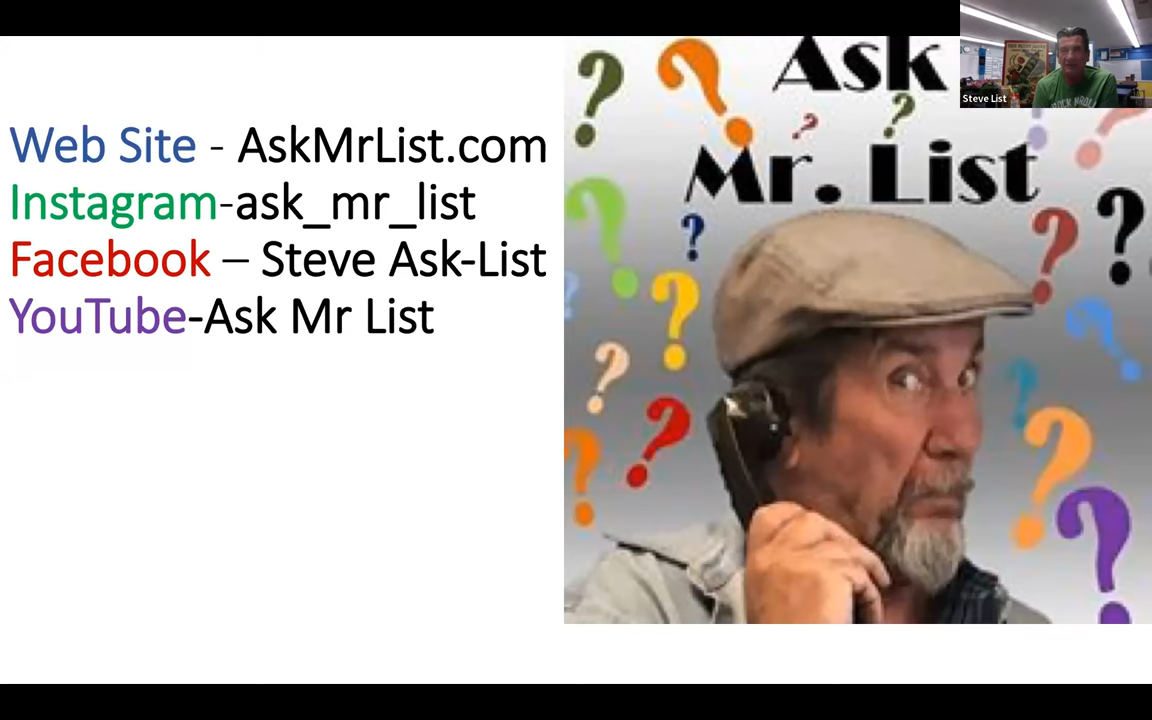 Web Site - AskMrList.com
Instagram-ask_mr_list
Facebook – Steve Ask-List
YouTube-Ask Mr List
Ask
Mr. List
Steve List